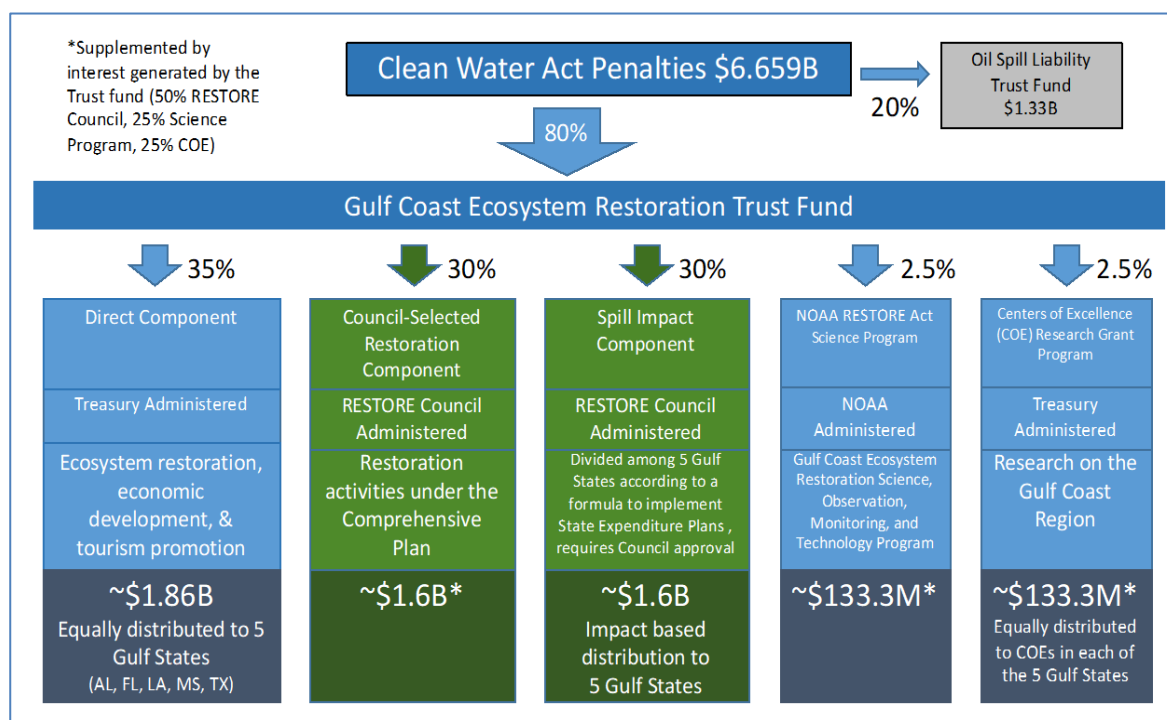 *Supplemented by
interest generated by the
Trust fund (50% RESTORE
Council, 25% Science
Program, 25% COE)
Clean Water Act Penalties $6.659B
20%
Oil Spill Liability
Trust Fund
$1.33B
80%
Gulf Coast Ecosystem Restoration Trust Fund
35%
30%
30%
2.5%
2.5%
Direct Component
Treasury Administered
Ecosystem restoration,
economic
development, &
tourism promotion
~$1.86B
Equally distributed to 5
Gulf States
(AL, FL, LA, MS, TX)
Council-Selected
Restoration
Component
RESTORE Council
Administered
Restoration
activities under the
Comprehensive
Plan
~$1.6B*
Spill Impact
Component
RESTORE Council
Administered
Divided among 5 Gulf
States according to a
formula to implement
State Expenditure Plans ,
requires Council approval
~$1.6B
Impact based
distribution to
5 Gulf States
NOAA RESTORE Act
Science Program
NOAA
Administered
Gulf Coast Ecosystem
Restoration Science,
Observation,
Monitoring, and
Technology Program
~$133.3M*
Centers of Excellence
(COE) Research Grant
Program
Treasury
Administered
Research on the
Gulf Coast
Region
~$133.3M*
Equally distributed
to COEs in each of
the 5 Gulf States